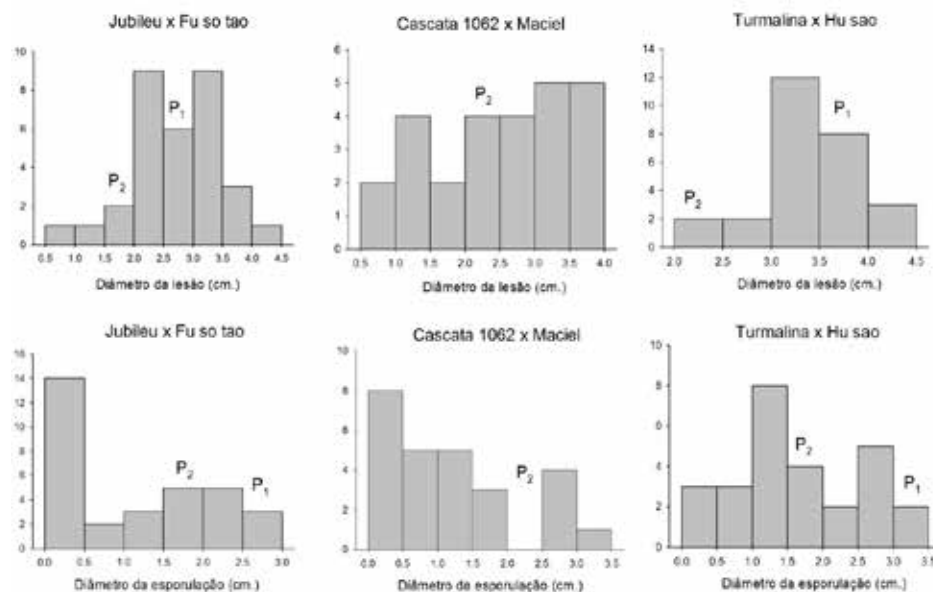 Jubileu x Fu so tao
Cascata 1062 x Maciel
Turmalina x Hu sao
10
8
6
4
2
0
P2
P1
0.5 1.0 1.5 2.0 2.5 3.0 3.5 4.0 4.5
Diâmetro da lesão (cm.)
6
5
4
3
2
1
0
P2
0.5 1.0 1.5 2.0 2.5 3.0 3.5 4.0
Diâmetro da lesão (cm.)
14
12
10
8
6
4
2
0
P2
P1
2.0 2.5 3.0 3.5 4.0 4.5
Diâmetro da lesão (cm.)
Jubileu x Fu so tao
Cascata 1062 x Maciel
Turmalina x Hu sao
16
14
12
10
8
6
4
2
0
P2
P1
0.0 0.5 1.0 1.5 2.0 2.5 3.0
Diâmetro da esporulação (cm.)
10
8
6
4
2
0
P2
0.0 0.5 1.0 1.5 2.0 2.5 3.0 3.5
Diâmetro da esporulação (cm.)
10
8
6
4
2
0
P2
P1
0.0 0.5 1.0 1.5 2.0 2.5 3.0 3.5
Diâmetro da esporulação (cm.)